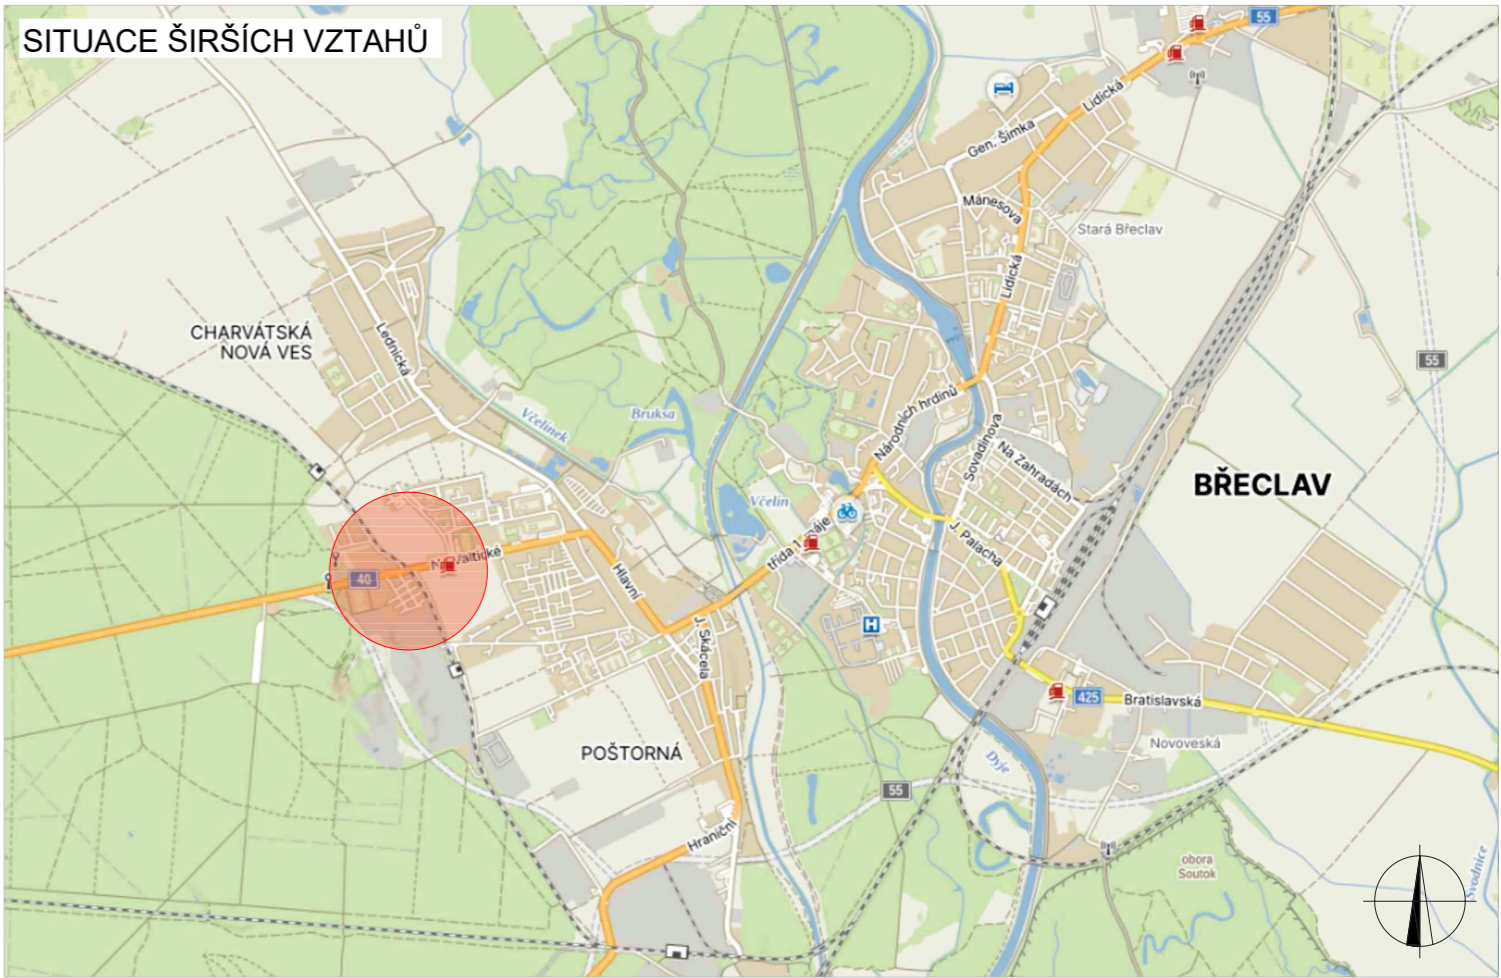 SITUACE ŠIRŠÍCH VZTAHŮ
55
Lidická
Gen. Šimka
Mánesova
Stará Břeclav
Lidická
CHARVÁTSKÁ
NOVÁ VES
Lednická
55
Včelínek
Bruksa
Národních hrdinů
Sovadinova
Na Zahradách
BŘECLAV
Včelín
třída 1. máje
J. Palacha
Valtické
40
Hlavní
J. Skácela
H
425
Bratislavská
Novoveská
POŠTORNÁ
Dyje
55
Hraniční
obora
Soutok
Svodnice